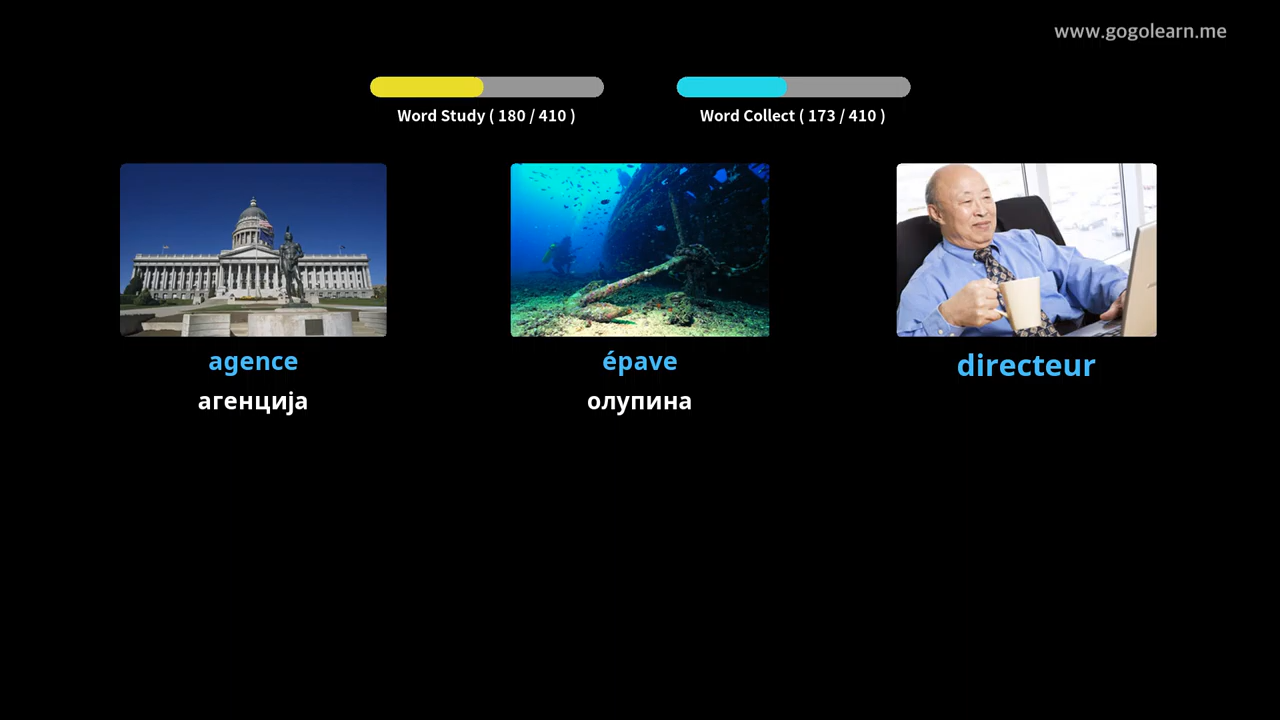 www.gogolearn.me
Word Study ( 180 / 410 )
Word Collect ( 173 / 410 )
agence
агенција
épave
олупина
directeur